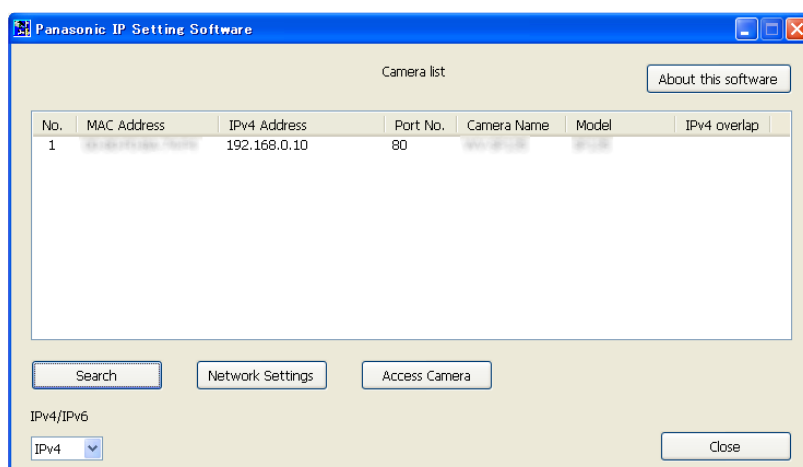 Panasonic IP Setting Software
Camera list
About this software
No. MAC Address IPv4 Address Port No. Camera Name Model IPv4 overlap
1 192.168.0.10 80
Search Network Settings Access Camera
IPv4/IPv6
IPv4
Close